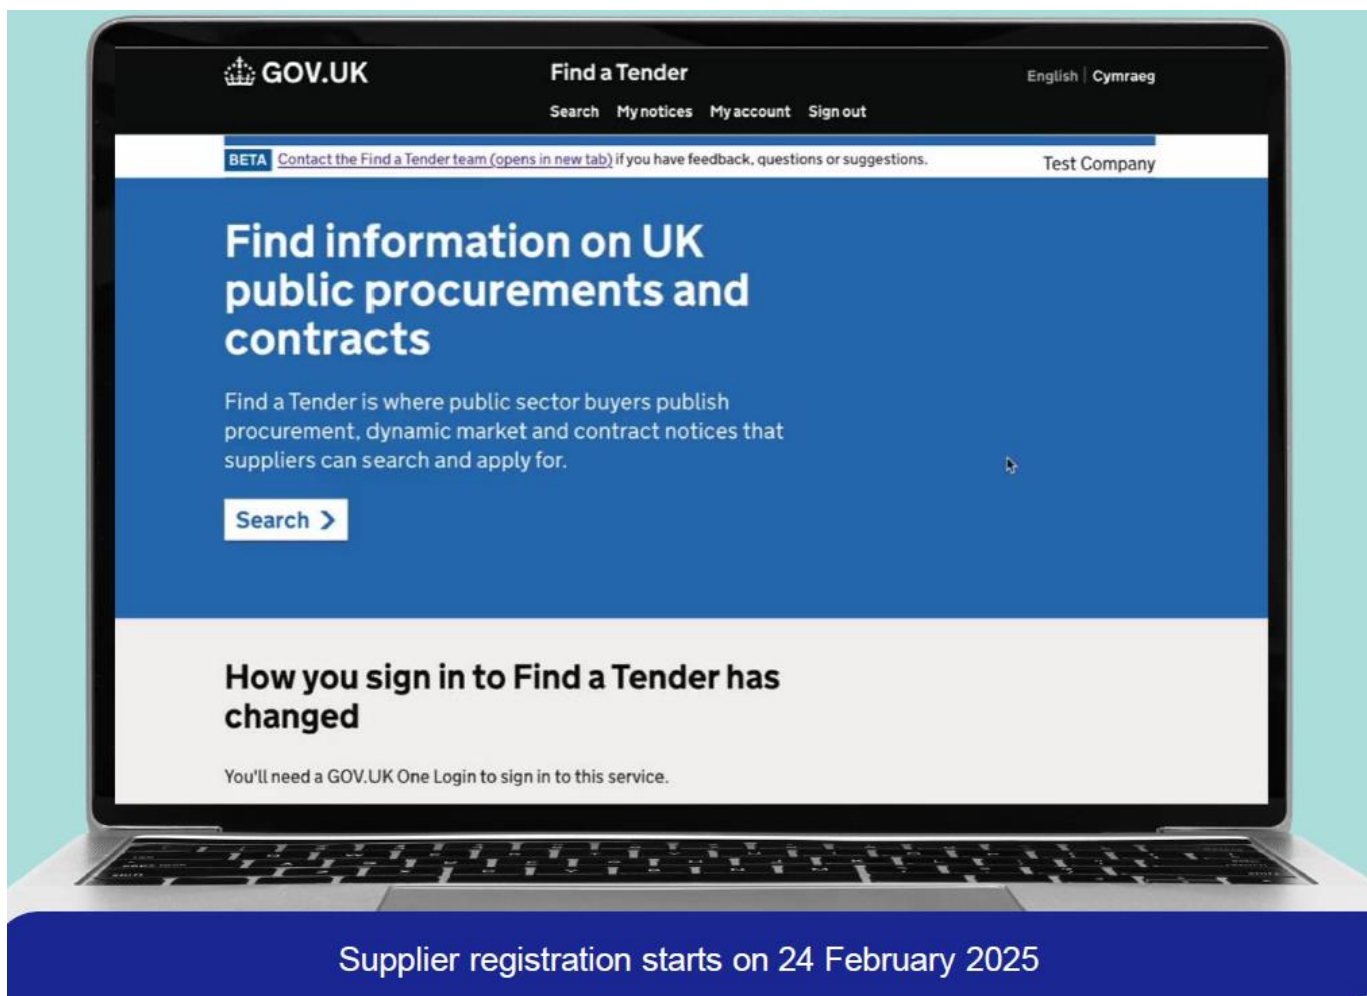 GOV.UK
Find a Tender
English | Cymraeg
Search My notices My account Sign out
BETA Contact the Find a Tender team (opens in new tab) if you have feedback, questions or suggestions.
Test Company
Find information on UK
public procurements and
contracts
Find a Tender is where public sector buyers publish
procurement, dynamic market and contract notices that
suppliers can search and apply for.
Search
How you sign in to Find a Tender has
changed
You'll need a GOV.UK One Login to sign in to this service.
Supplier registration starts on 24 February 2025